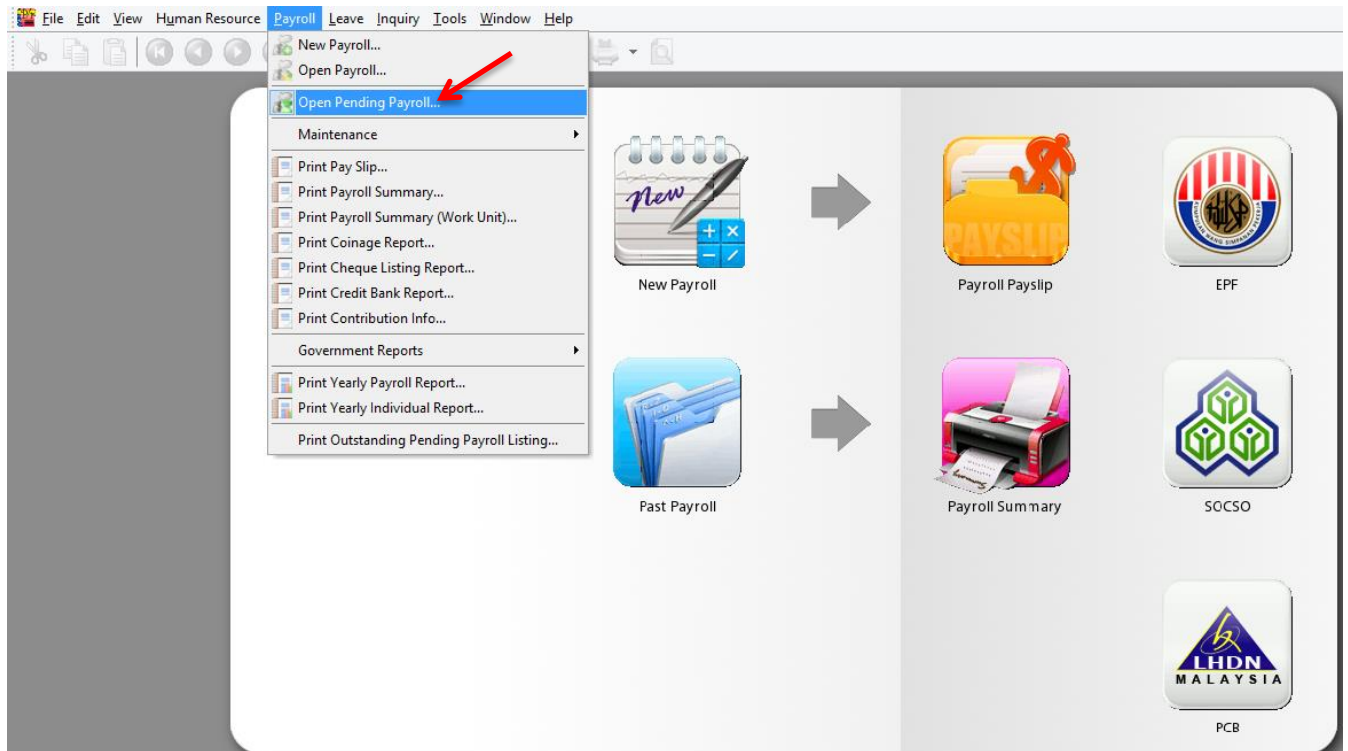 File Edit View Human Resource Payroll Leave Inquiry Tools Window Help
New Payroll...
Open Payroll...
Open Pending Payroll...
Maintenance
Print Pay Slip...
Print Payroll Summary...
Print Payroll Summary (Work Unit)...
Print Coinage Report...
Print Cheque Listing Report...
Print Credit Bank Report...
Print Contribution Info...
Government Reports
Print Yearly Payroll Report...
Print Yearly Individual Report...
Print Outstanding Pending Payroll Listing...
New
PAYSLIP
New Payroll
Payroll Payslip
EPF
Past Payroll
Payroll Summary
SOCSO
LHDN
MALAYSIA
PCB